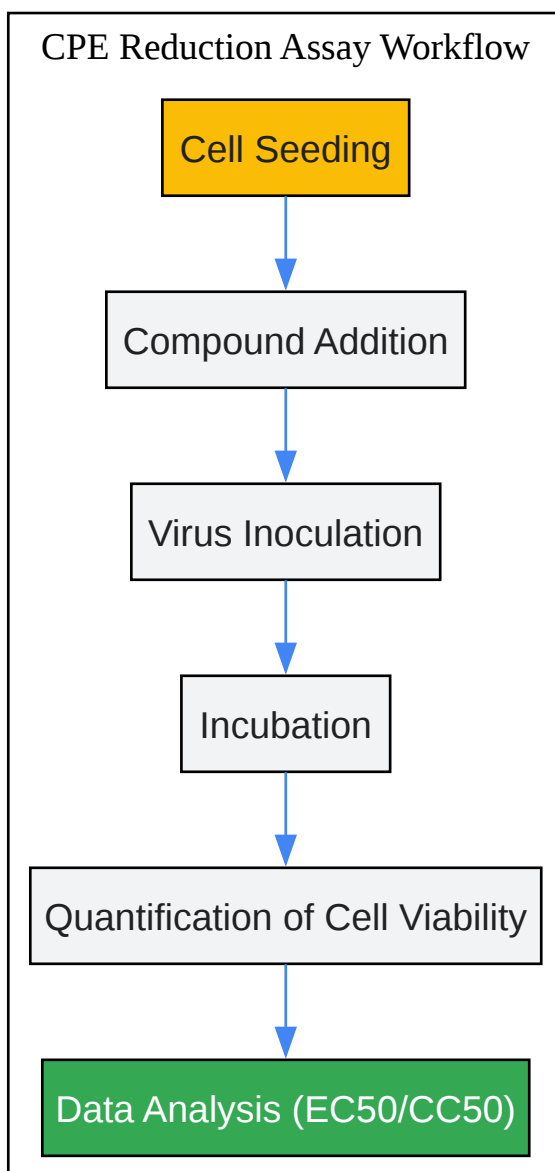 CPE Reduction Assay Workflow
Cell Seeding
Compound Addition
Virus Inoculation
Incubation
Quantification of Cell Viability
Data Analysis (EC50/CC50)